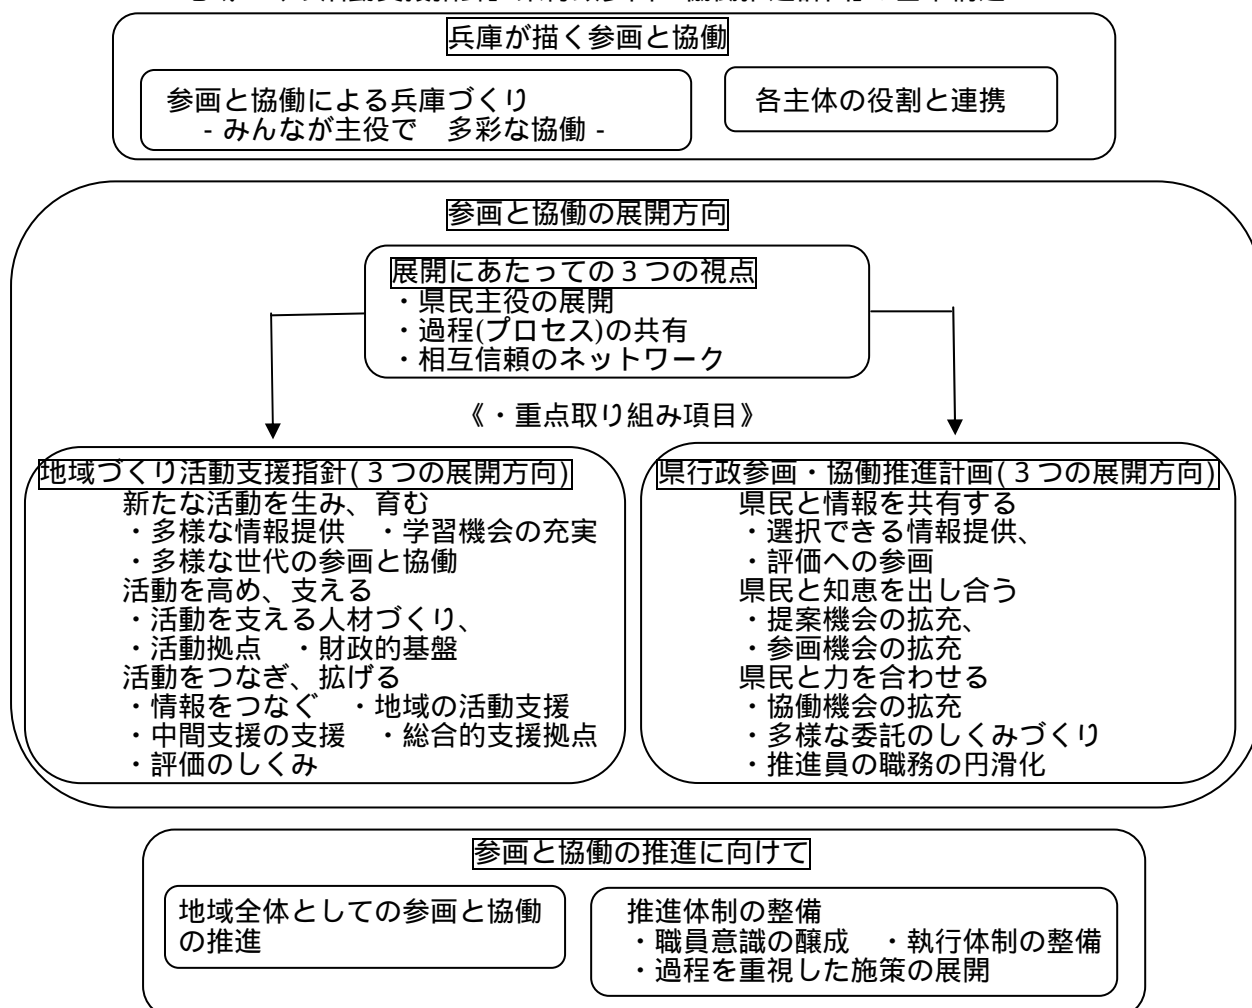 兵庫が描く参画と協働
参画と協働による兵庫づくり
- みんなが主役で　多彩な協働 -
各主体の役割と連携
参画と協働の展開方向
展開にあたっての３つの視点
・県民主役の展開
・過程(プロセス)の共有
・相互信頼のネットワーク
《・重点取り組み項目》
地域づくり活動支援指針(３つの展開方向)
新たな活動を生み、育む
・多様な情報提供　・学習機会の充実
・多様な世代の参画と協働
活動を高め、支える
・活動を支える人材づくり、
・活動拠点　・財政的基盤
活動をつなぎ、拡げる
・情報をつなぐ　・地域の活動支援
・中間支援の支援　・総合的支援拠点
・評価のしくみ
県行政参画・協働推進計画(３つの展開方向)
県民と情報を共有する
・選択できる情報提供、
・評価への参画
県民と知恵を出し合う
・提案機会の拡充、
・参画機会の拡充
県民と力を合わせる
・協働機会の拡充
・多様な委託のしくみづくり
・推進員の職務の円滑化
参画と協働の推進に向けて
地域全体としての参画と協働
の推進
推進体制の整備
・職員意識の醸成　・執行体制の整備
・過程を重視した施策の展開